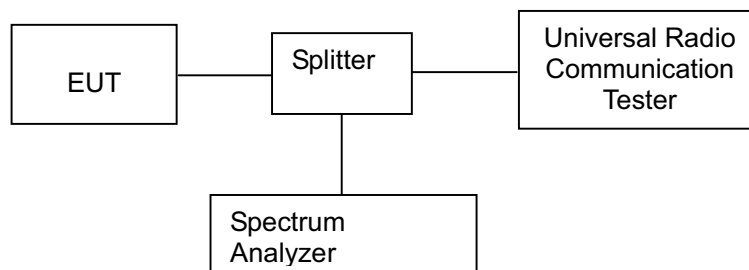 EUT
Splitter
Universal Radio
Communication
Tester
Spectrum
Analyzer